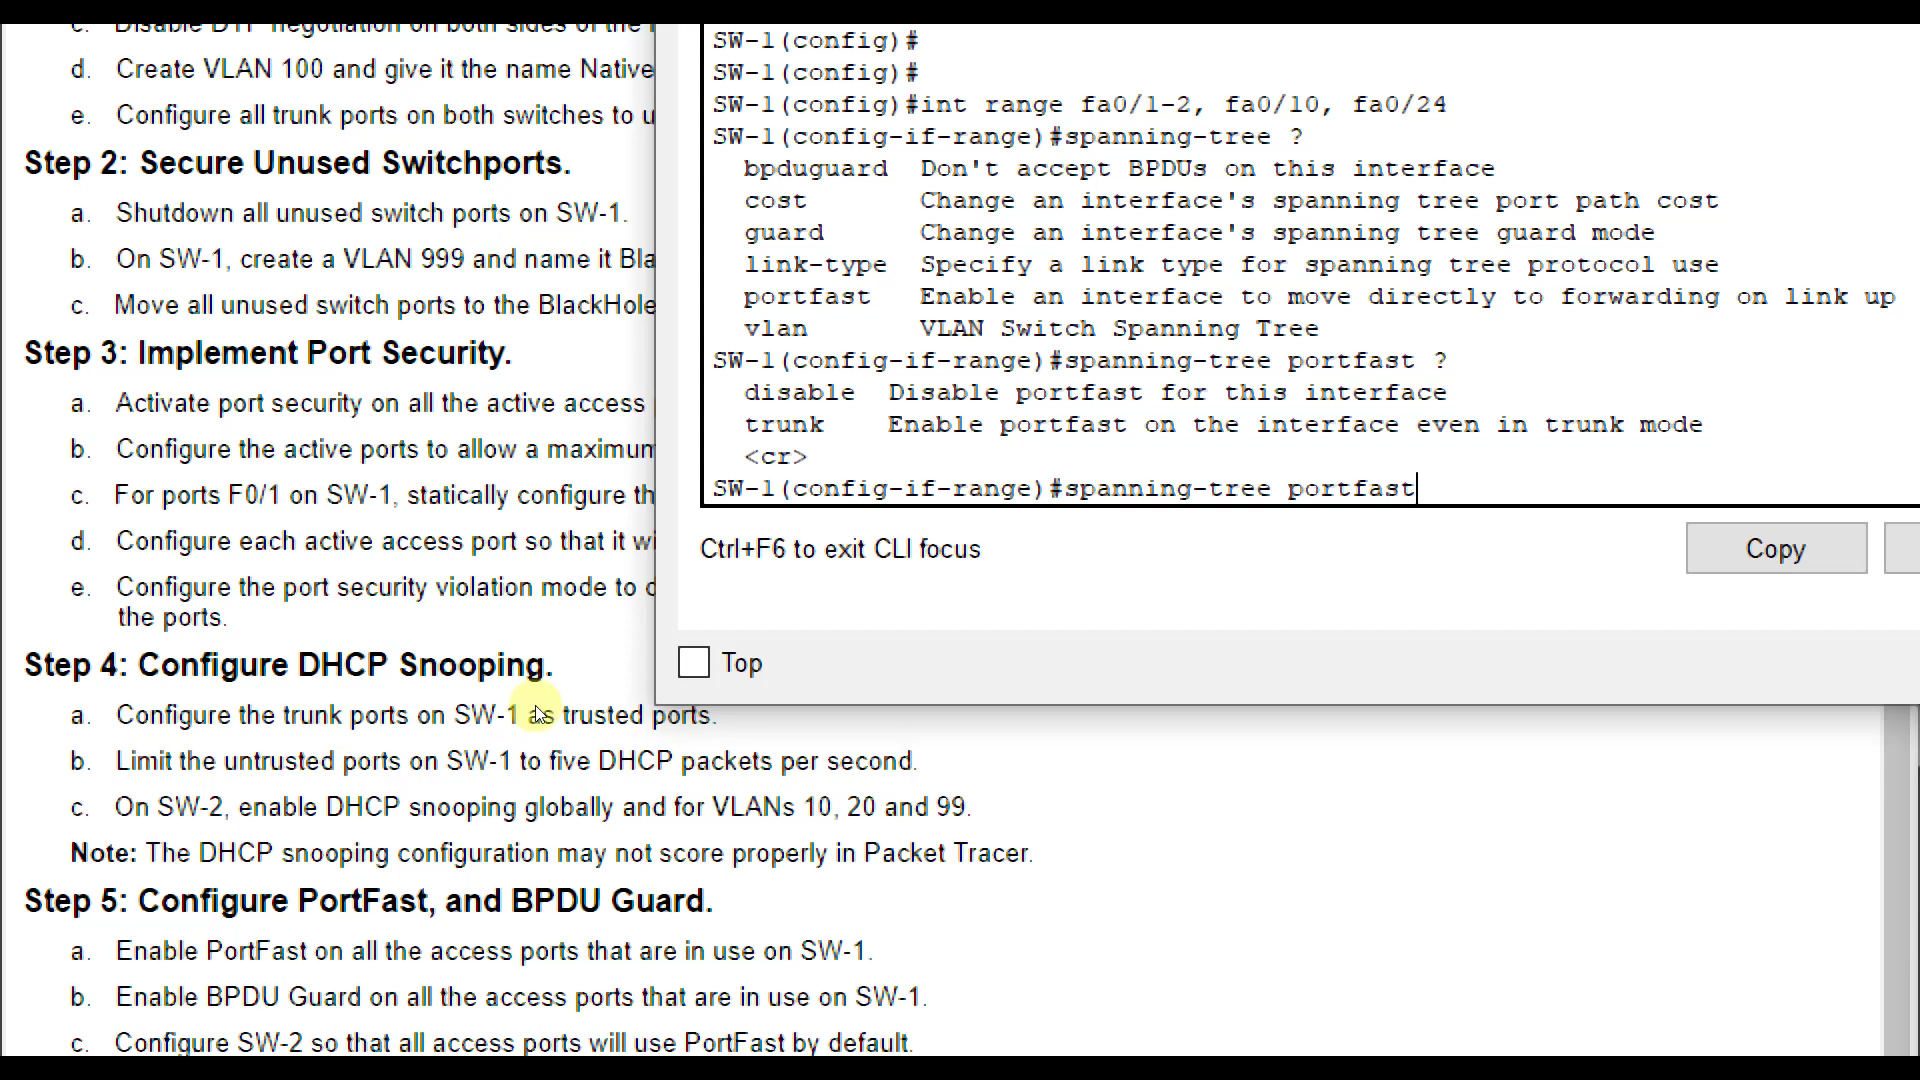 c. Disable DTP negotiation on both sides of the
d. Create VLAN 100 and give it the name Native
e. Configure all trunk ports on both switches to u
Step 2: Secure Unused Switchports.
a. Shutdown all unused switch ports on SW-1.
b. On SW-1, create a VLAN 999 and name it Bla
c. Move all unused switch ports to the BlackHole
Step 3: Implement Port Security.
a. Activate port security on all the active access
b. Configure the active ports to allow a maximum
c. For ports F0/1 on SW-1, statically configure th
d. Configure each active access port so that it wi
e. Configure the port security violation mode to
the ports.
Step 4: Configure DHCP Snooping.
a. Configure the trunk ports on SW-1 as trusted ports.
b. Limit the untrusted ports on SW-1 to five DHCP packets per second.
c. On SW-2, enable DHCP snooping globally and for VLANs 10, 20 and 99.
Note: The DHCP snooping configuration may not score properly in Packet Tracer.
Step 5: Configure PortFast, and BPDU Guard.
a. Enable PortFast on all the access ports that are in use on SW-1.
b. Enable BPDU Guard on all the access ports that are in use on SW-1.
c. Configure SW-2 so that all access ports will use PortFast by default.
SW-1(config)#
SW-1(config)#
SW-1(config)#int range fa0/1-2, fa0/10, fa0/24
SW-1(config-if-range)#spanning-tree ?
bpduguard Don't accept BPDUs on this interface
cost Change an interface's spanning tree port path cost
guard Change an interface's spanning tree guard mode
link-type Specify a link type for spanning tree protocol use
portfast Enable an interface to move directly to forwarding on link up
vlan VLAN Switch Spanning Tree
SW-1(config-if-range)#spanning-tree portfast ?
disable Disable portfast for this interface
trunk Enable portfast on the interface even in trunk mode
<cr>
SW-1(config-if-range)#spanning-tree portfast
Ctrl+F6 to exit CLI focus
Copy
Top